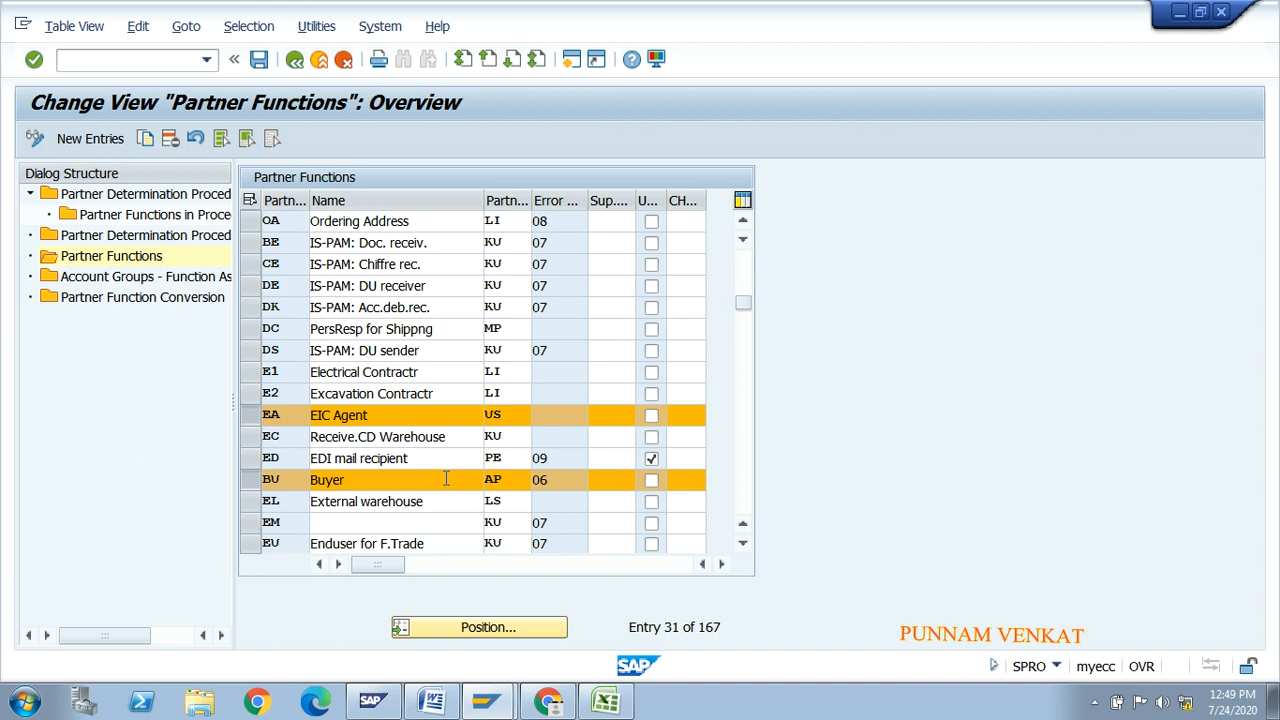 Table View Edit Goto Selection Utilities System Help
Change View "Partner Functions": Overview
New Entries
Dialog Structure
Partner Determination Proced
Partner Functions in Proce
Partner Determination Proced
Partner Functions
Account Groups - Function As
Partner Function Conversion
Partner Functions
Partn... Name Partn... Error ... Sup.... U... CH...
OA Ordering Address LI 08
BE IS-PAM: Doc. receiv. KU 07
CE IS-PAM: Chiffre rec. KU 07
DE IS-PAM: DU receiver KU 07
DK IS-PAM: Acc.deb.rec. KU 07
DC PersResp for Shippng MP
DS IS-PAM: DU sender KU 07
E1 Electrical Contractr LI
E2 Excavation Contractr LI
EA EIC Agent US
EC Receive.CD Warehouse KU
ED EDI mail recipient PE 09
BU Buyer AP 06
EL External warehouse LS
EM KU 07
EU Enduser for F.Trade KU 07
Position... Entry 31 of 167
PUNNAM VENKAT
SAP
SPRO myecc OVR
12:49 PM
7/24/2020